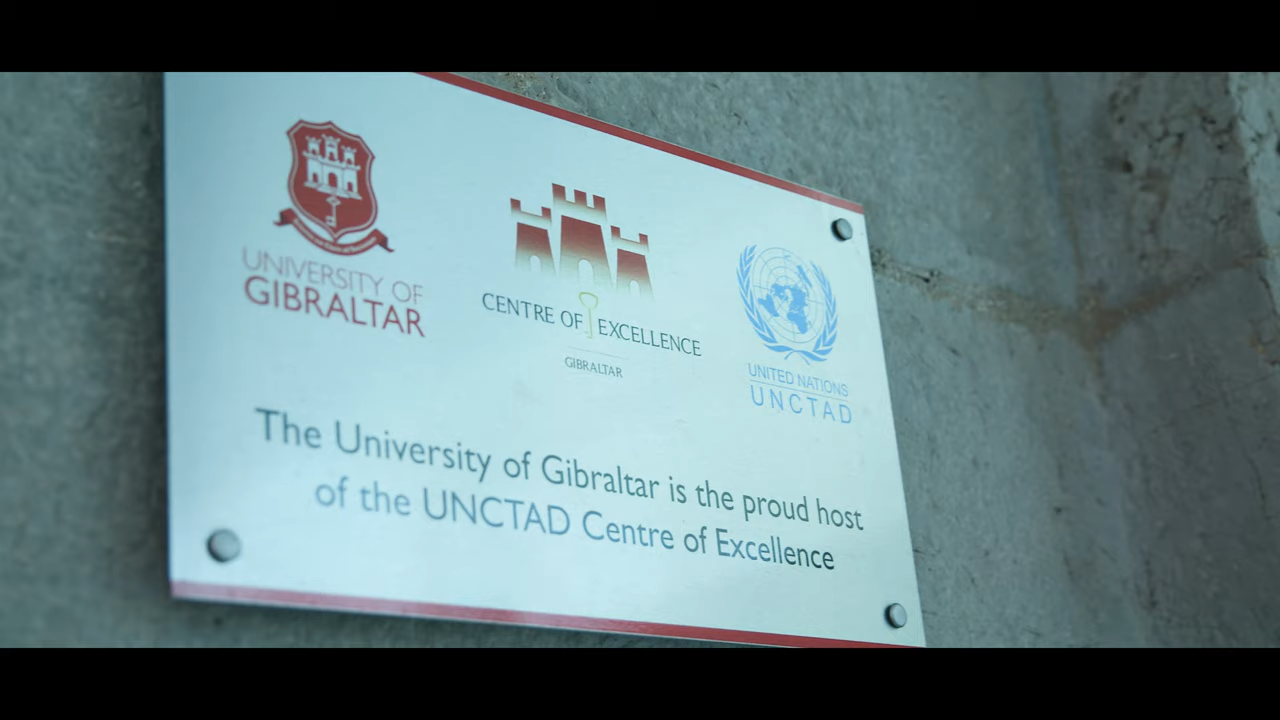 UNIVERSITY OF
GIBRALTAR
CENTRE OF EXCELLENCE
GIBRALTAR
UNITED NATIONS
UNCTAD
The University of Gibraltar is the proud host
of the UNCTAD Centre of Excellence